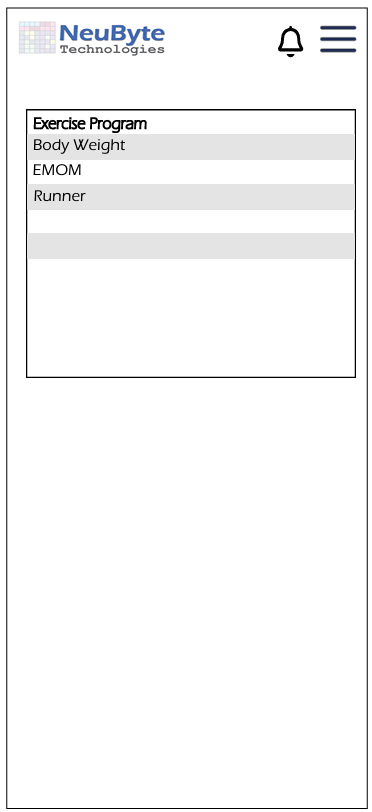 NeuByte
Technologies
Exercise Program
Body Weight
EMOM
Runner